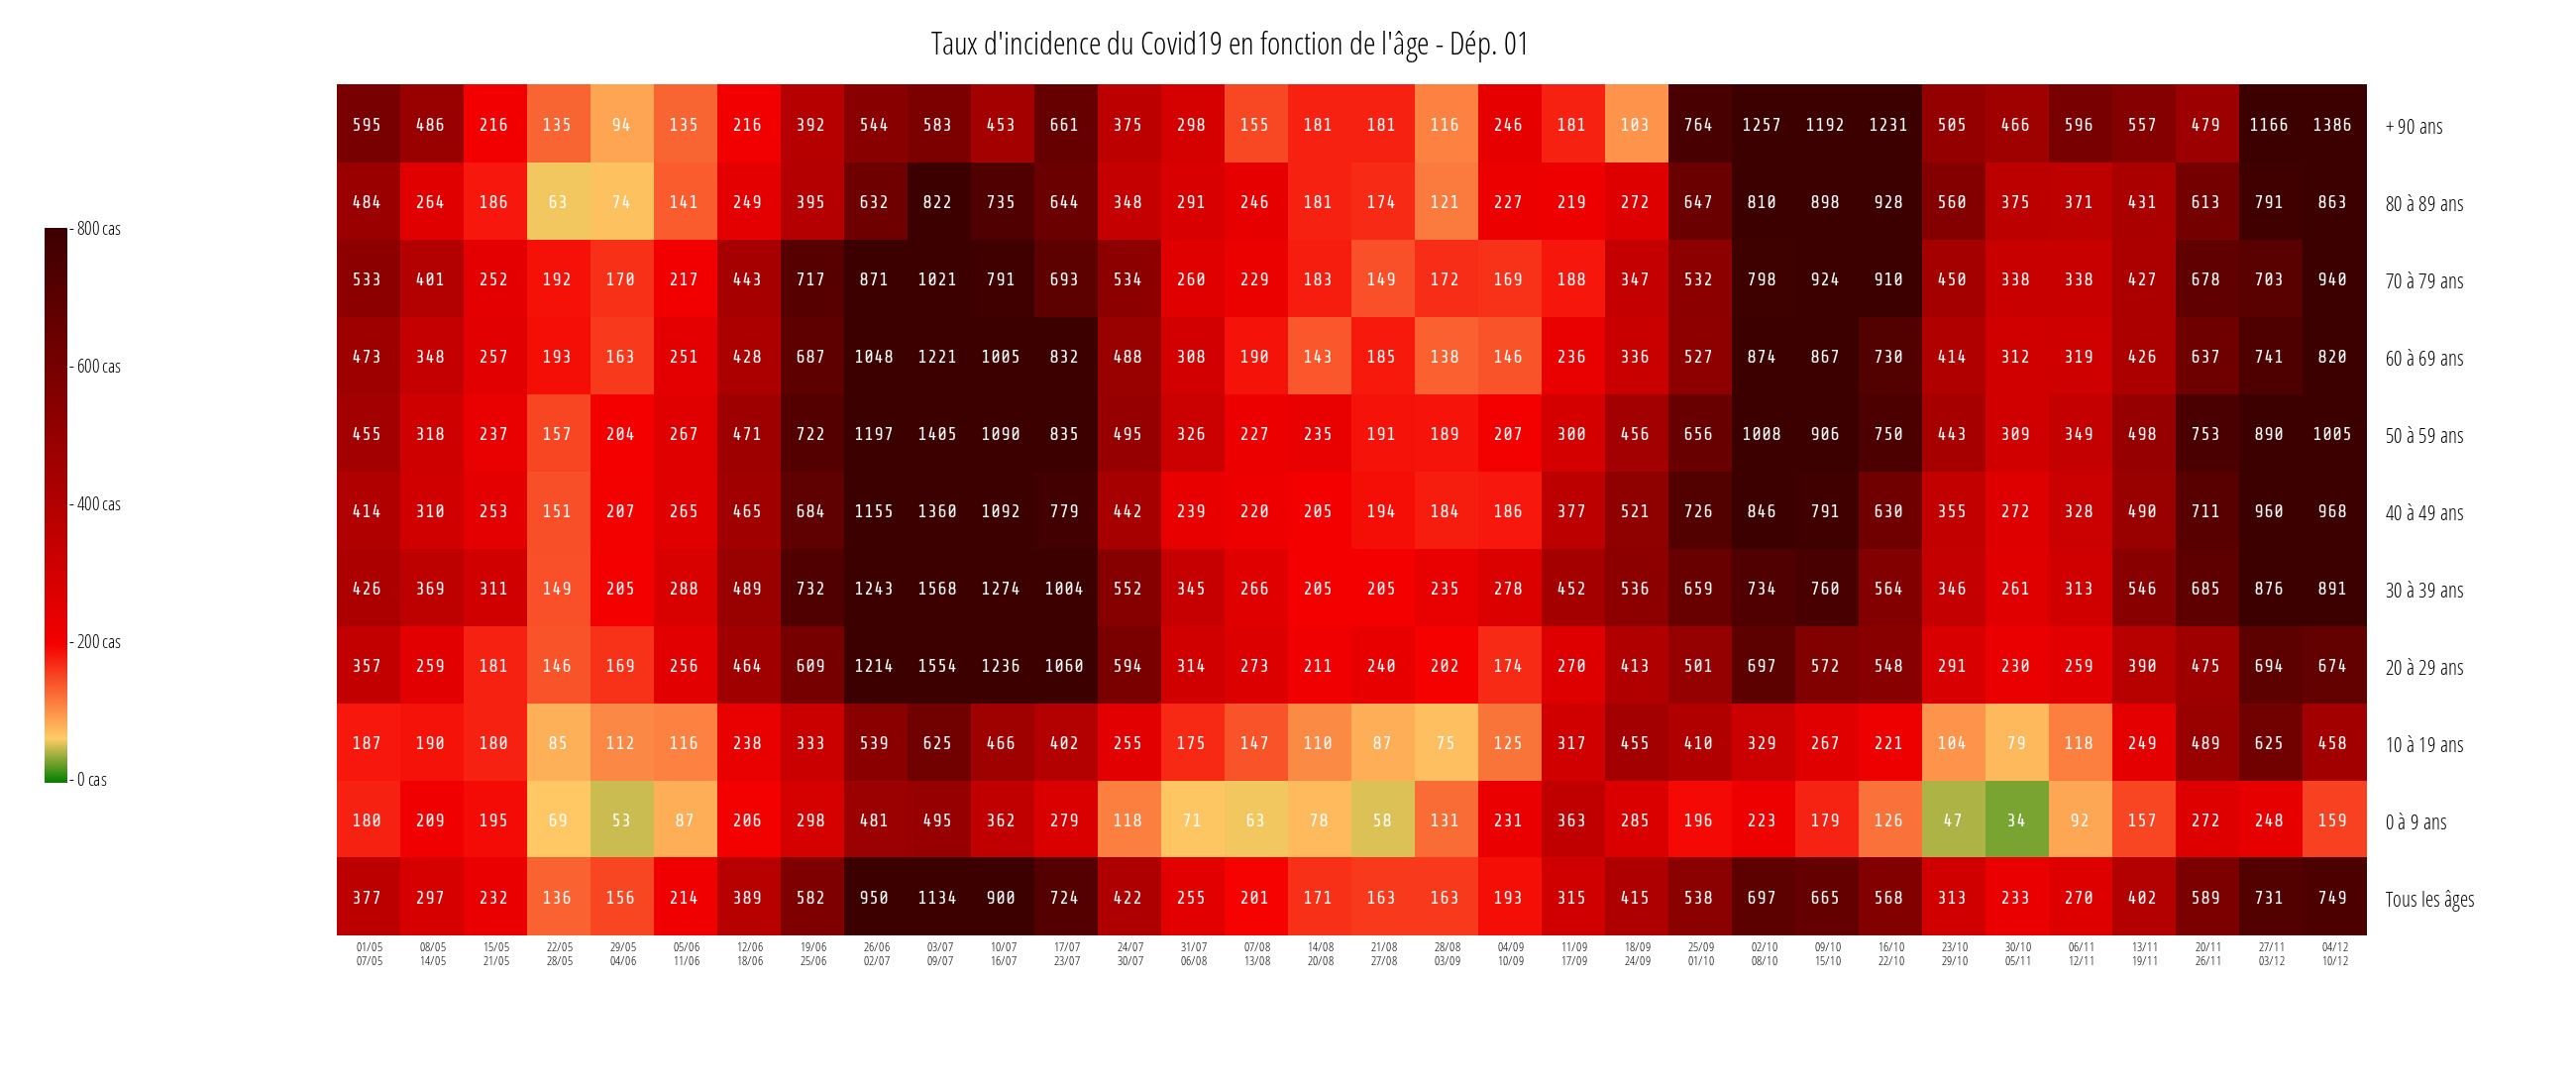 Taux d'incidence du Covid19 en fonction de l'âge - Dép. 01
595 486 216 135 94 135 216 392 544 583 453 661 375 298 155 181 181 116 246 181 103 764 1257 1192 1231 505 466 596 557 479 1166 1386 + 90 ans
484 264 186 63 74 141 249 395 632 822 735 644 348 291 246 181 174 121 227 219 272 647 810 898 928 560 375 371 431 613 791 863 80 à 89 ans
- 800 cas
533 401 252 192 170 217 443 717 871 1021 791 693 534 260 229 183 149 172 169 188 347 532 798 924 910 450 338 338 427 678 703 940 70 à 79 ans
473 348 257 193 163 251 428 687 1048 1221 1005 832 488 308 190 143 185 138 146 236 336 527 874 867 730 414 312 319 426 637 741 820 60 à 69 ans
- 600 cas
455 318 237 157 204 267 471 722 1197 1405 1090 835 495 326 227 235 191 189 207 300 456 656 1008 906 750 443 309 349 498 753 890 1005 50 à 59 ans
- 400 cas
414 310 253 151 207 265 465 684 1155 1360 1092 779 442 239 220 205 194 184 186 377 521 726 846 791 630 355 272 328 490 711 960 968 40 à 49 ans
426 369 311 149 205 288 489 732 1243 1568 1274 1004 552 345 266 205 205 235 278 452 536 659 734 760 564 346 261 313 546 685 876 891 30 à 39 ans
- 200 cas
357 259 181 146 169 256 464 609 1214 1554 1236 1060 594 314 273 211 240 202 174 270 413 501 697 572 548 291 230 259 390 475 694 674 20 à 29 ans
187 190 180 85 112 116 238 333 539 625 466 402 255 175 147 110 87 75 125 317 455 410 329 267 221 104 79 118 249 489 625 458 10 à 19 ans
- 0 cas
180 209 195 69 53 87 206 298 481 495 362 279 118 71 63 78 58 131 231 363 285 196 223 179 126 47 34 92 157 272 248 159 0 à 9 ans
377 297 232 136 156 214 389 582 950 1134 900 724 422 255 201 171 163 163 193 315 415 538 697 665 568 313 233 270 402 589 731 749 Tous les âges
01/05 08/05 15/05 22/05 29/05 05/06 12/06 19/06 26/06 03/07 10/07 17/07 24/07 31/07 07/08 14/08 21/08 28/08 04/09 11/09 18/09 25/09 02/10 09/10 16/10 23/10 30/10 06/11 13/11 20/11 27/11 04/12
07/05 14/05 21/05 28/05 04/06 11/06 18/06 25/06 02/07 09/07 16/07 23/07 30/07 06/08 13/08 20/08 27/08 03/09 10/09 17/09 24/09 01/10 08/10 15/10 22/10 29/10 05/11 12/11 19/11 26/11 03/12 10/12